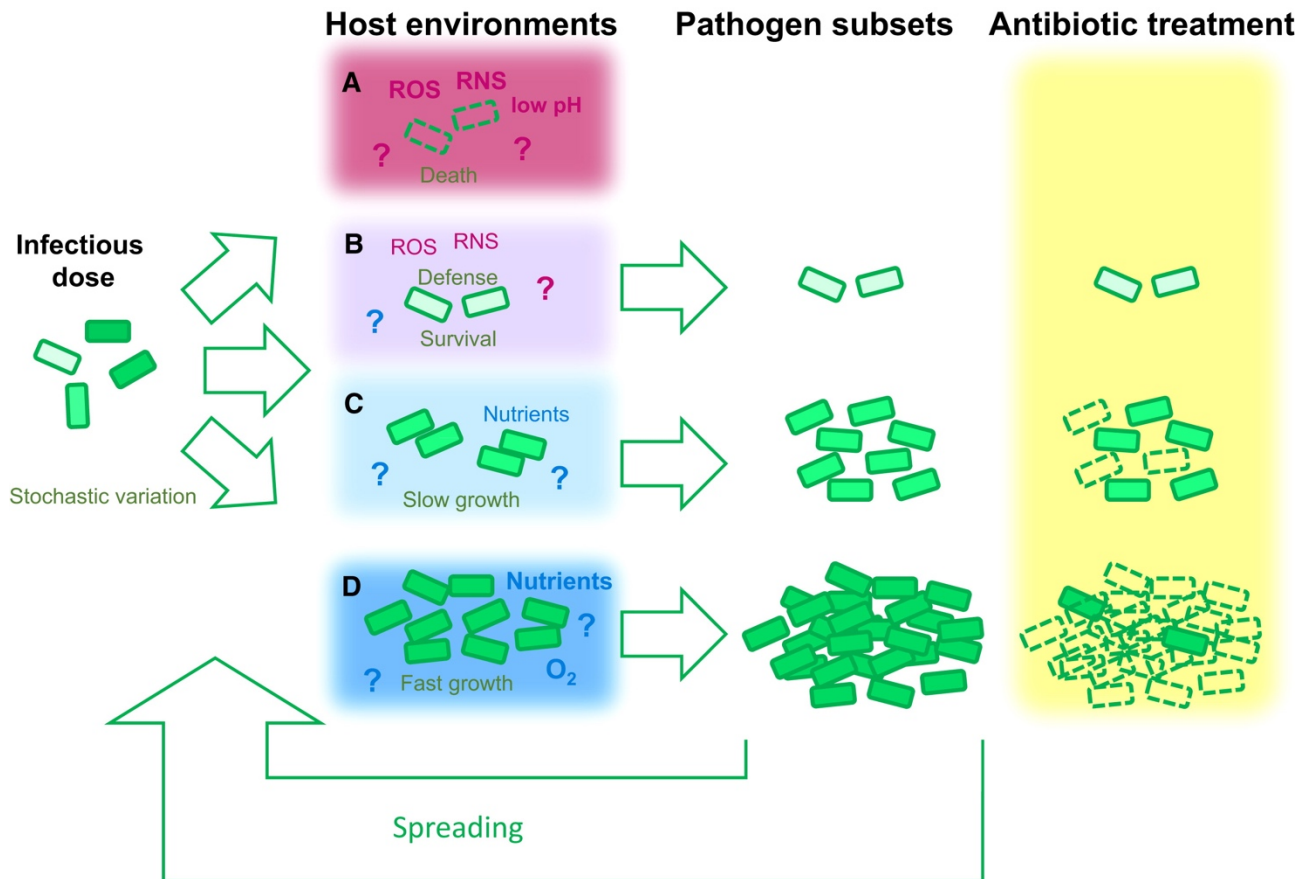 Host environments
Pathogen subsets
Antibiotic treatment
A
ROS
RNS
low pH
?
?
Death
Infectious
dose
Stochastic variation
B
ROS
RNS
Defense
?
?
Survival
C
Nutrients
?
?
Slow growth
D
Nutrients
?
?
O₂
Fast growth
Spreading